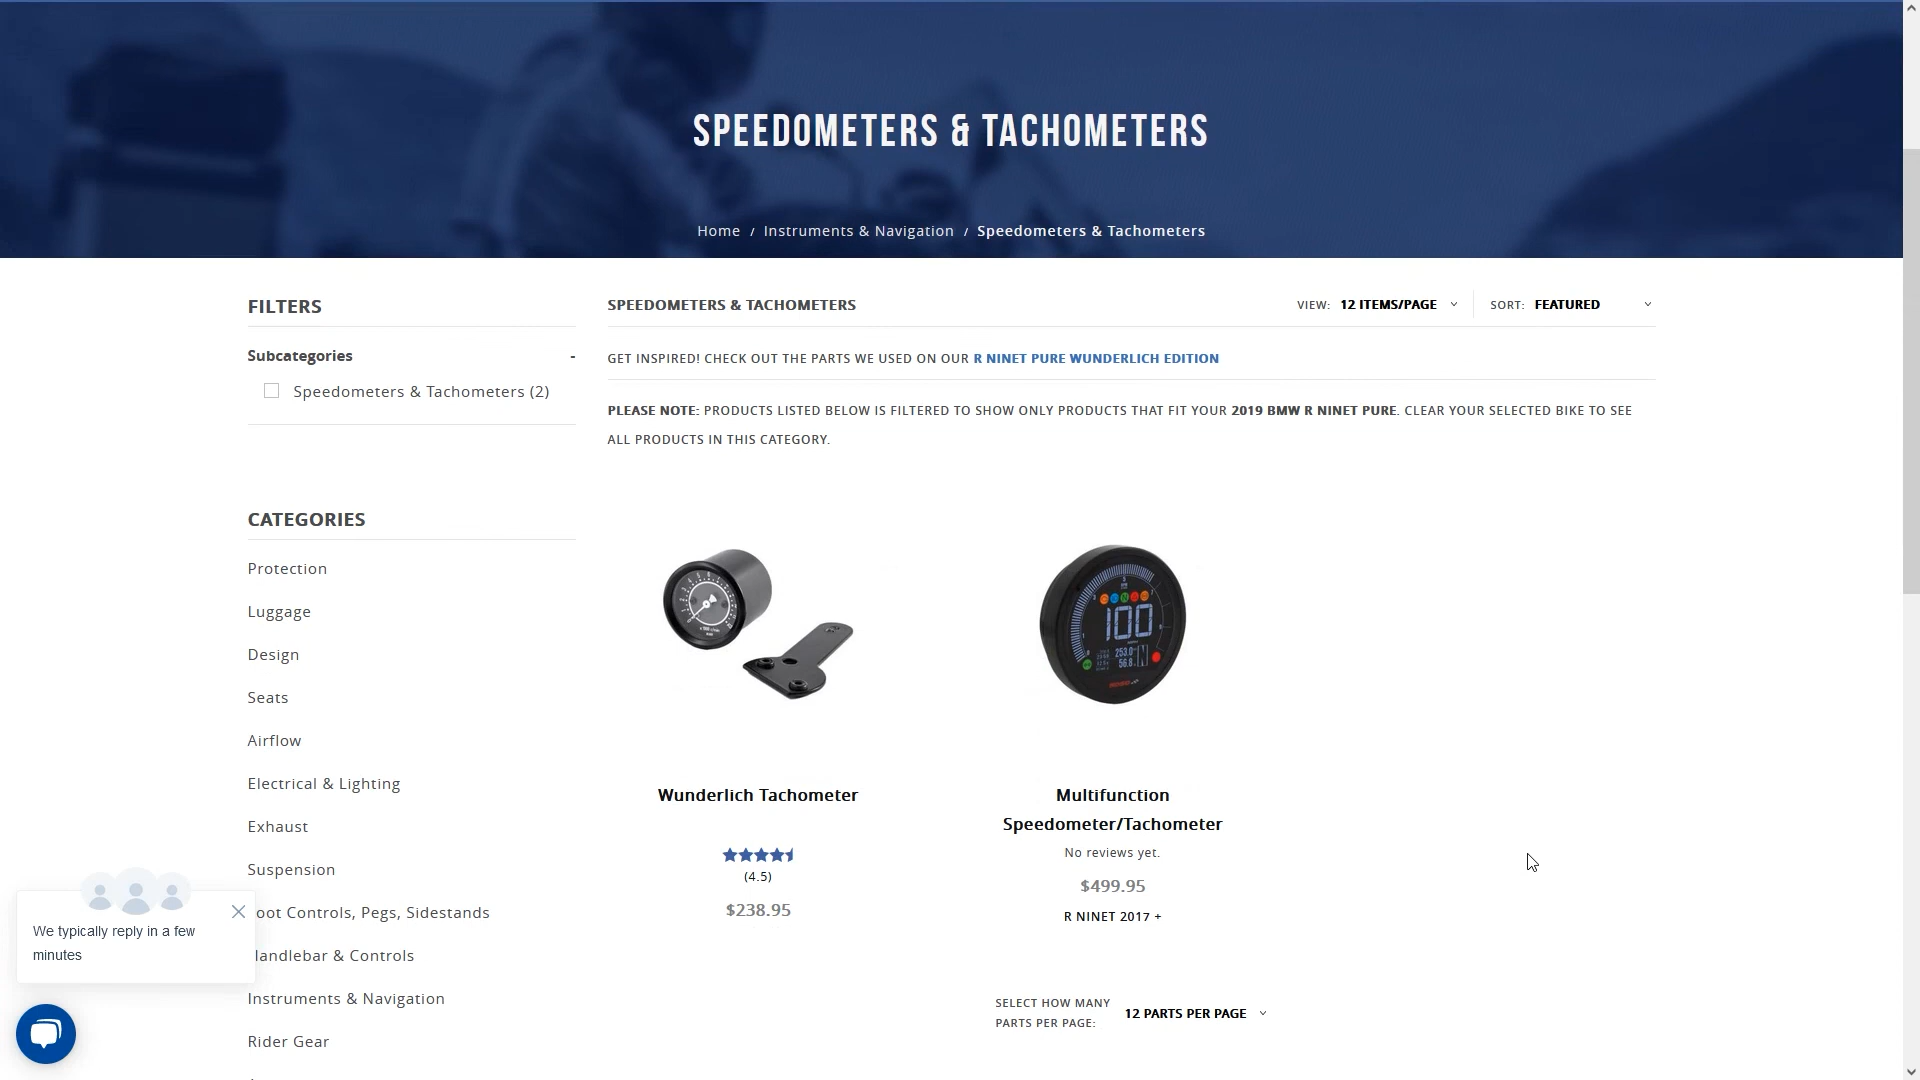 SPEEDOMETERS & TACHOMETERS
Home / Instruments & Navigation / Speedometers & Tachometers
FILTERS
Subcategories -
Speedometers & Tachometers (2)
CATEGORIES
Protection
Luggage
Design
Seats
Airflow
Electrical & Lighting
Exhaust
Suspension
oot Controls, Pegs, Sidestands
andlebar & Controls
Instruments & Navigation
Rider Gear
We typically reply in a few
minutes
SPEEDOMETERS & TACHOMETERS
VIEW: 12 ITEMS/PAGE
SORT: FEATURED
GET INSPIRED! CHECK OUT THE PARTS WE USED ON OUR R NINET PURE WUNDERLICH EDITION
PLEASE NOTE: PRODUCTS LISTED BELOW IS FILTERED TO SHOW ONLY PRODUCTS THAT FIT YOUR 2019 BMW R NINET PURE. CLEAR YOUR SELECTED BIKE TO SEE
ALL PRODUCTS IN THIS CATEGORY.
100
253.0
56.8
Wunderlich Tachometer
(4.5)
$238.95
Multifunction
Speedometer/Tachometer
No reviews yet.
$499.95
R NINET 2017 +
SELECT HOW MANY
PARTS PER PAGE:
12 PARTS PER PAGE